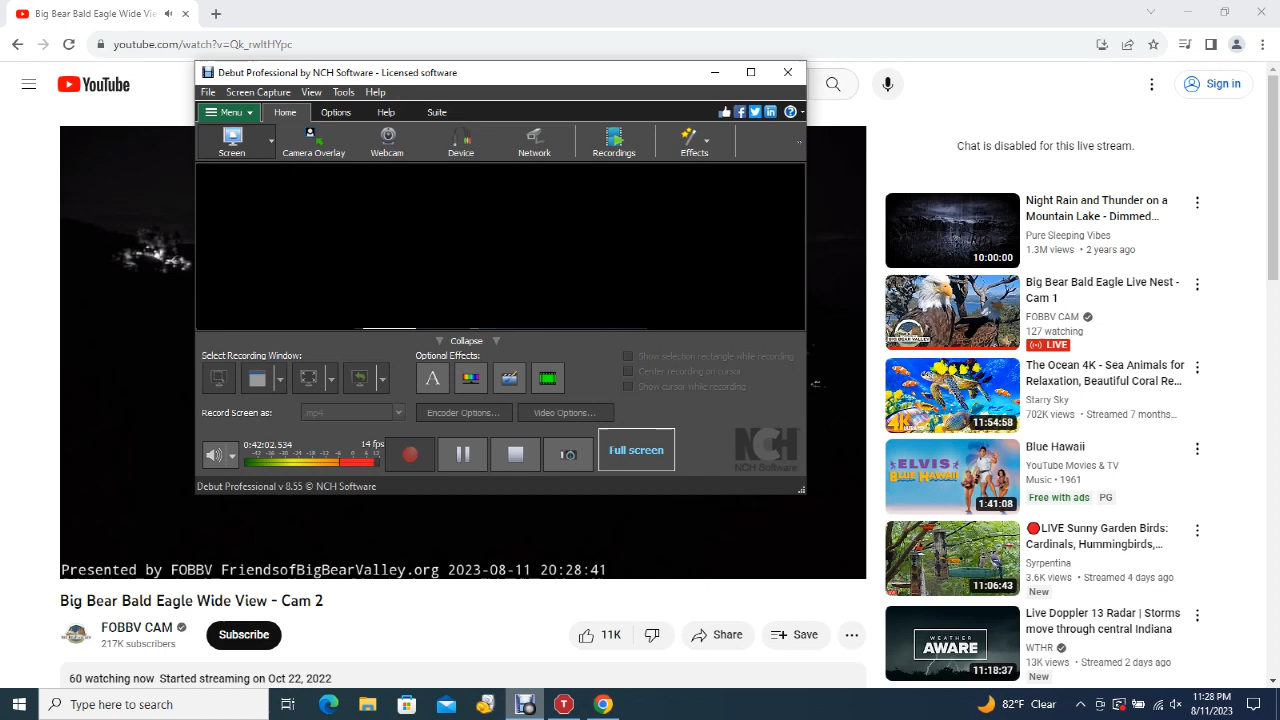 Big Bear Bald Eagle Wide Vie
youtube.com/watch?v=Qk_rwltHYpc
Debut Professional by NCH Software - Licensed software
File Screen Capture View Tools Help
Menu Home Options Help Suite
Screen Camera Overlay Webcam Device Network Recordings Effects
YouTube
Sign in
Collapse
Select Recording Window:
Optional Effects:
Show selection rectangle while recording
Center recording on cursor
Show cursor while recording
Record Screen as: .mp4
Encoder Options...
Video Options...
0:42:02.534 14 fps
-42 -36 -30 -24 -18 -12 -6 0 6 12
Full screen
NCH
NCH Software
Debut Professional v 8.55 © NCH Software
Presented by FOBBV FriendsofBigBearValley.org 2023-08-11 20:28:41
Big Bear Bald Eagle Wide View - Cam 2
FOBBV CAM
217K subscribers
Subscribe
11K
Share
Save
60 watching now Started streaming on Oct 22, 2022
Chat is disabled for this live stream.
10:00:00
Night Rain and Thunder on a
Mountain Lake - Dimmed...
Pure Sleeping Vibes
1.3M views • 2 years ago
Big Bear Bald Eagle Live Nest -
Cam 1
FOBBV CAM
127 watching
LIVE
4K
11:54:58
The Ocean 4K - Sea Animals for
Relaxation, Beautiful Coral Re...
Starry Sky
702K views • Streamed 7 months...
ELVIS
BLUE HAWAII
1:41:08
Blue Hawaii
YouTube Movies & TV
Music • 1961
Free with ads PG
11:06:43
LIVE Sunny Garden Birds:
Cardinals, Hummingbirds,...
Syrpentina
3.6K views • Streamed 4 days ago
New
WEATHER
AWARE
11:18:37
Live Doppler 13 Radar | Storms
move through central Indiana
WTHR
13K views • Streamed 2 days ago
New
Type here to search
82°F Clear
11:28 PM
8/11/2023